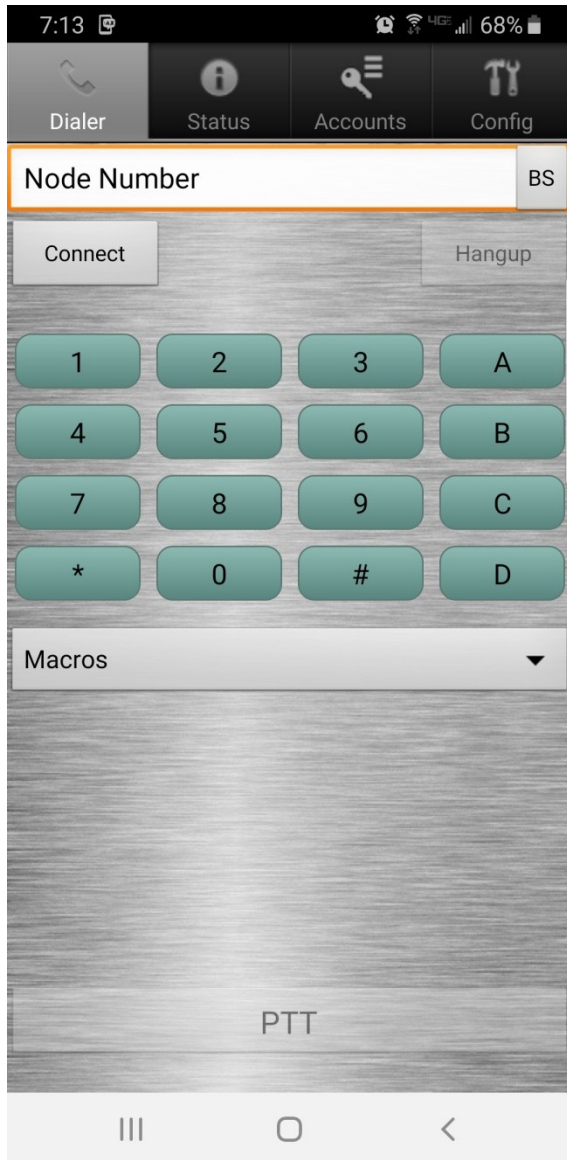 7:13 4GE 68%
Dialer Status Accounts Config
Node Number BS
Connect Hangup
1 2 3 A
4 5 6 B
7 8 9 C
* 0 # D
Macros
PTT